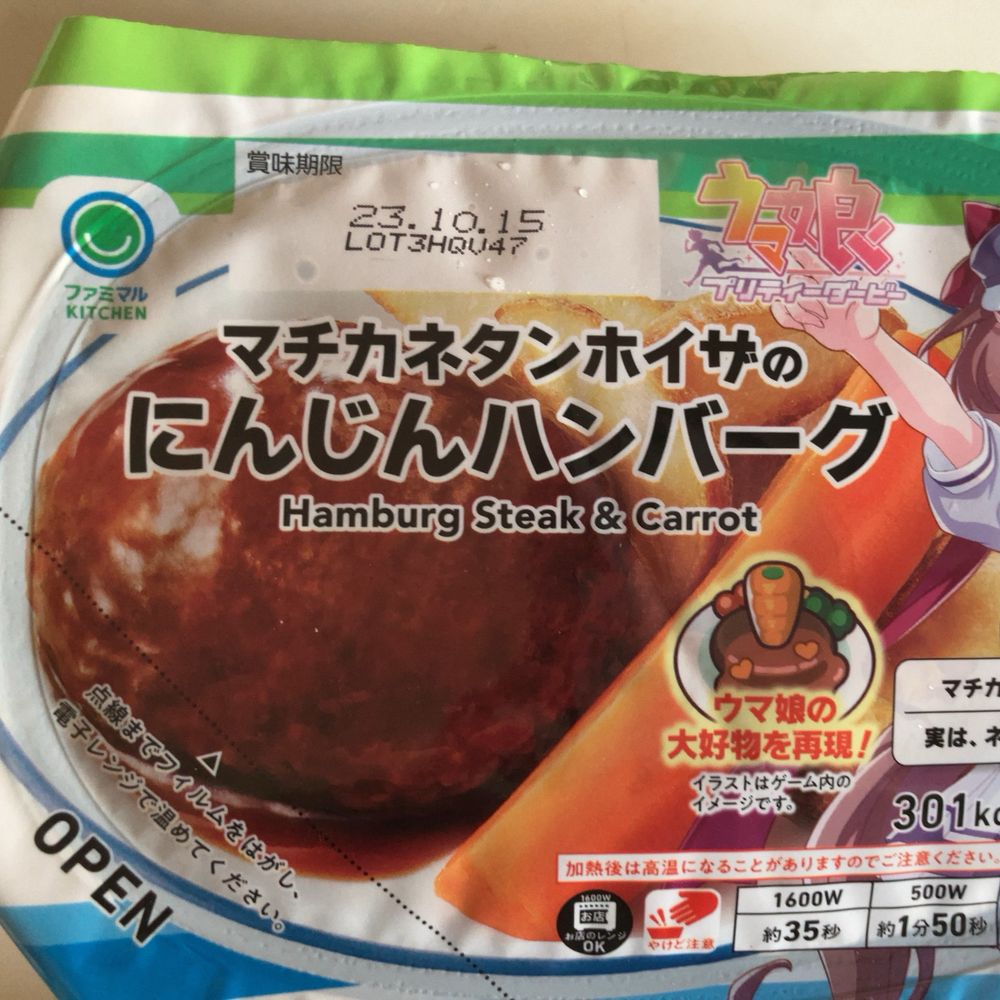 賞味期限
23.10.15
LOT3HQV47
ファミマル
KITCHEN
ウマ娘
プリティーダービー
マチカネタンホイザの
にんじんハンバーグ
Hamburg Steak & Carrot
ウマ娘の
大好物を再現!
イラストはゲーム内の
イメージです。
マチカ
実は、ネ
301kc
点線までフィルムをはがし、
電子レンジで温めてください。
OPEN
加熱後は高温になることがありますのでご注意ください。
1600W
お店
お店のレンジ
OK
やけど注意
1600W 500W
約35秒 約1分50秒